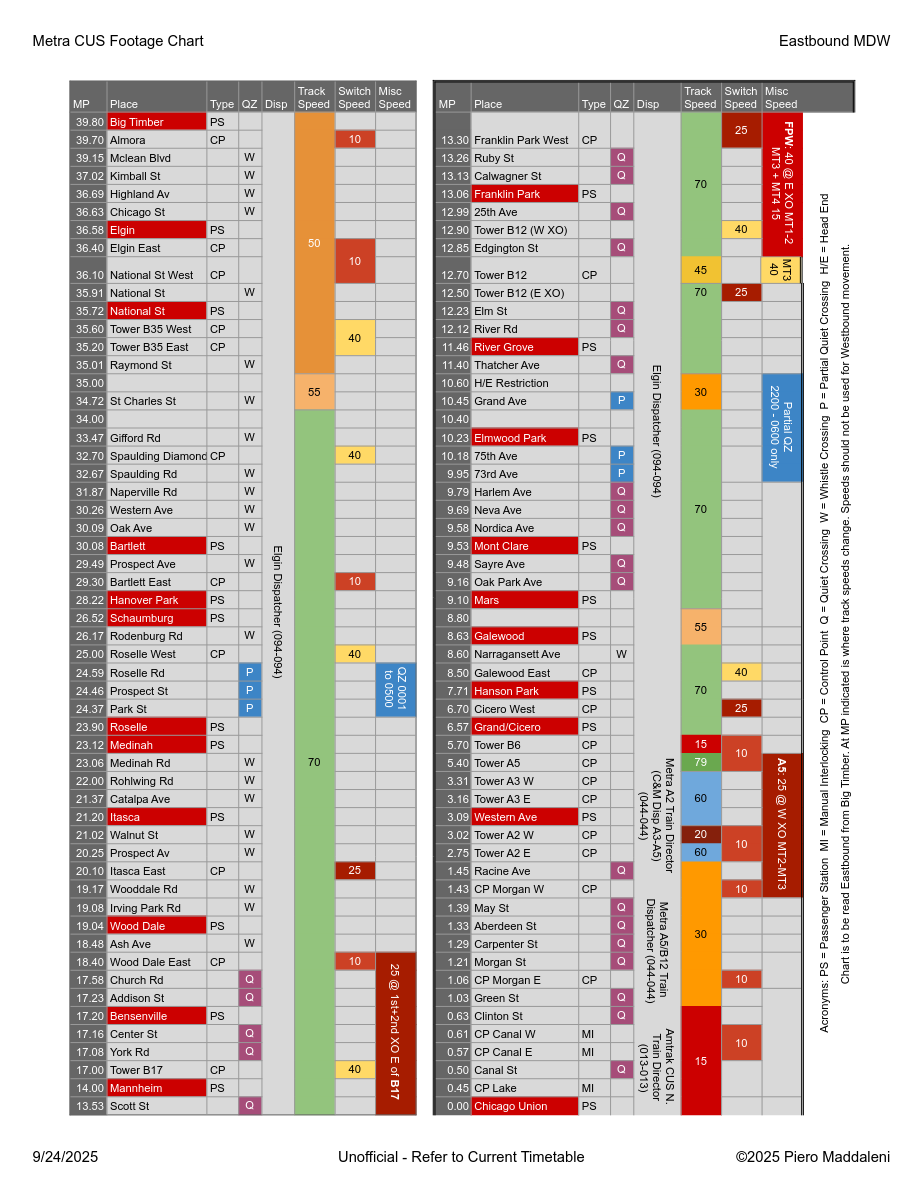 Metra CUS Footage Chart
Eastbound MDW
MP Place Type QZ Disp Track Speed Switch Speed Misc Speed
39.80 Big Timber PS
39.70 Almora CP 10
39.15 Mclean Blvd W
37.02 Kimball St W
36.69 Highland Av W
36.63 Chicago St W
36.58 Elgin PS 50
36.40 Elgin East CP 10
36.10 National St West CP
35.91 National St W
35.72 National St PS
35.60 Tower B35 West CP 40
35.20 Tower B35 East CP
35.01 Raymond St W
35.00 55
34.72 St Charles St W
34.00
33.47 Gifford Rd W
32.70 Spaulding Diamond CP 40
32.67 Spaulding Rd W
31.87 Naperville Rd W
30.26 Western Ave W
30.09 Oak Ave W
30.08 Bartlett PS
29.49 Prospect Ave W
29.30 Bartlett East CP 10
28.22 Hanover Park PS
26.52 Schaumburg PS
26.17 Rodenburg Rd W
25.00 Roselle West CP 40
24.59 Roselle Rd P
24.46 Prospect St P
24.37 Park St P
23.90 Roselle PS
23.12 Medinah PS
23.06 Medinah Rd W 70
22.00 Rohlwing Rd W
21.37 Catalpa Ave W
21.20 Itasca PS
21.02 Walnut St W
20.25 Prospect Av W
20.10 Itasca East CP 25
19.17 Wooddale Rd W
19.08 Irving Park Rd W
19.04 Wood Dale PS
18.48 Ash Ave W
18.40 Wood Dale East CP 10
17.58 Church Rd Q
17.23 Addison St Q
17.20 Bensenville PS
17.16 Center St Q
17.08 York Rd Q
17.00 Tower B17 CP 40
14.00 Mannheim PS
13.53 Scott St Q
Elgin Dispatcher (094-094)
QZ 0001
to 0500
25 @ 1st+2nd XO E of B17
MP Place Type QZ Disp Track Speed Switch Speed Misc Speed
13.30 Franklin Park West CP 25
13.26 Ruby St Q
13.13 Calwagner St Q
13.06 Franklin Park PS 70
12.99 25th Ave Q
12.90 Tower B12 (W XO) 40
12.85 Edgington St Q
12.70 Tower B12 CP 45
12.50 Tower B12 (E XO) 70 25
12.23 Elm St Q
12.12 River Rd Q
11.46 River Grove PS
11.40 Thatcher Ave Q
10.60 H/E Restriction 30
10.45 Grand Ave P
10.40
10.23 Elmwood Park PS
10.18 75th Ave P
9.95 73rd Ave P
9.79 Harlem Ave Q
9.69 Neva Ave Q 70
9.58 Nordica Ave Q
9.53 Mont Clare PS
9.48 Sayre Ave Q
9.16 Oak Park Ave Q
9.10 Mars PS
8.80 55
8.63 Galewood PS
8.60 Narragansett Ave W
8.50 Galewood East CP 40
7.71 Hanson Park PS 70
6.70 Cicero West CP 25
6.57 Grand/Cicero PS
5.70 Tower B6 CP 15 10
5.40 Tower A5 CP 79
3.31 Tower A3 W CP
3.16 Tower A3 E CP 60
3.09 Western Ave PS
3.02 Tower A2 W CP 20 10
2.75 Tower A2 E CP 60
1.45 Racine Ave Q
1.43 CP Morgan W CP 10
1.39 May St Q
1.33 Aberdeen St Q
1.29 Carpenter St Q 30
1.21 Morgan St Q
1.06 CP Morgan E CP 10
1.03 Green St Q
0.63 Clinton St Q
0.61 CP Canal W MI 10
0.57 CP Canal E MI
0.50 Canal St Q 15
0.45 CP Lake MI
0.00 Chicago Union PS
Elgin Dispatcher (094-094)
Metra A2 Train Director
(C&M Disp A3-A5)
(044-044)
Metra A5/B12 Train
Dispatcher (044-044)
Amtrak CUS N.
Train Director
(013-013)
FPW: 40 @ E XO MT1-2
MT3 + MT4 15
MT3
40
Partial QZ
2200 - 0600 only
A5: 25 @ W XO MT2-MT3
Acronyms: PS = Passenger Station MI = Manual Interlocking CP = Control Point Q = Quiet Crossing W = Whistle Crossing P = Partial Quiet Crossing H/E = Head End
Chart is to be read Eastbound from Big Timber. At MP indicated is where track speeds change. Speeds should not be used for Westbound movement.
9/24/2025
Unofficial - Refer to Current Timetable
©2025 Piero Maddaleni